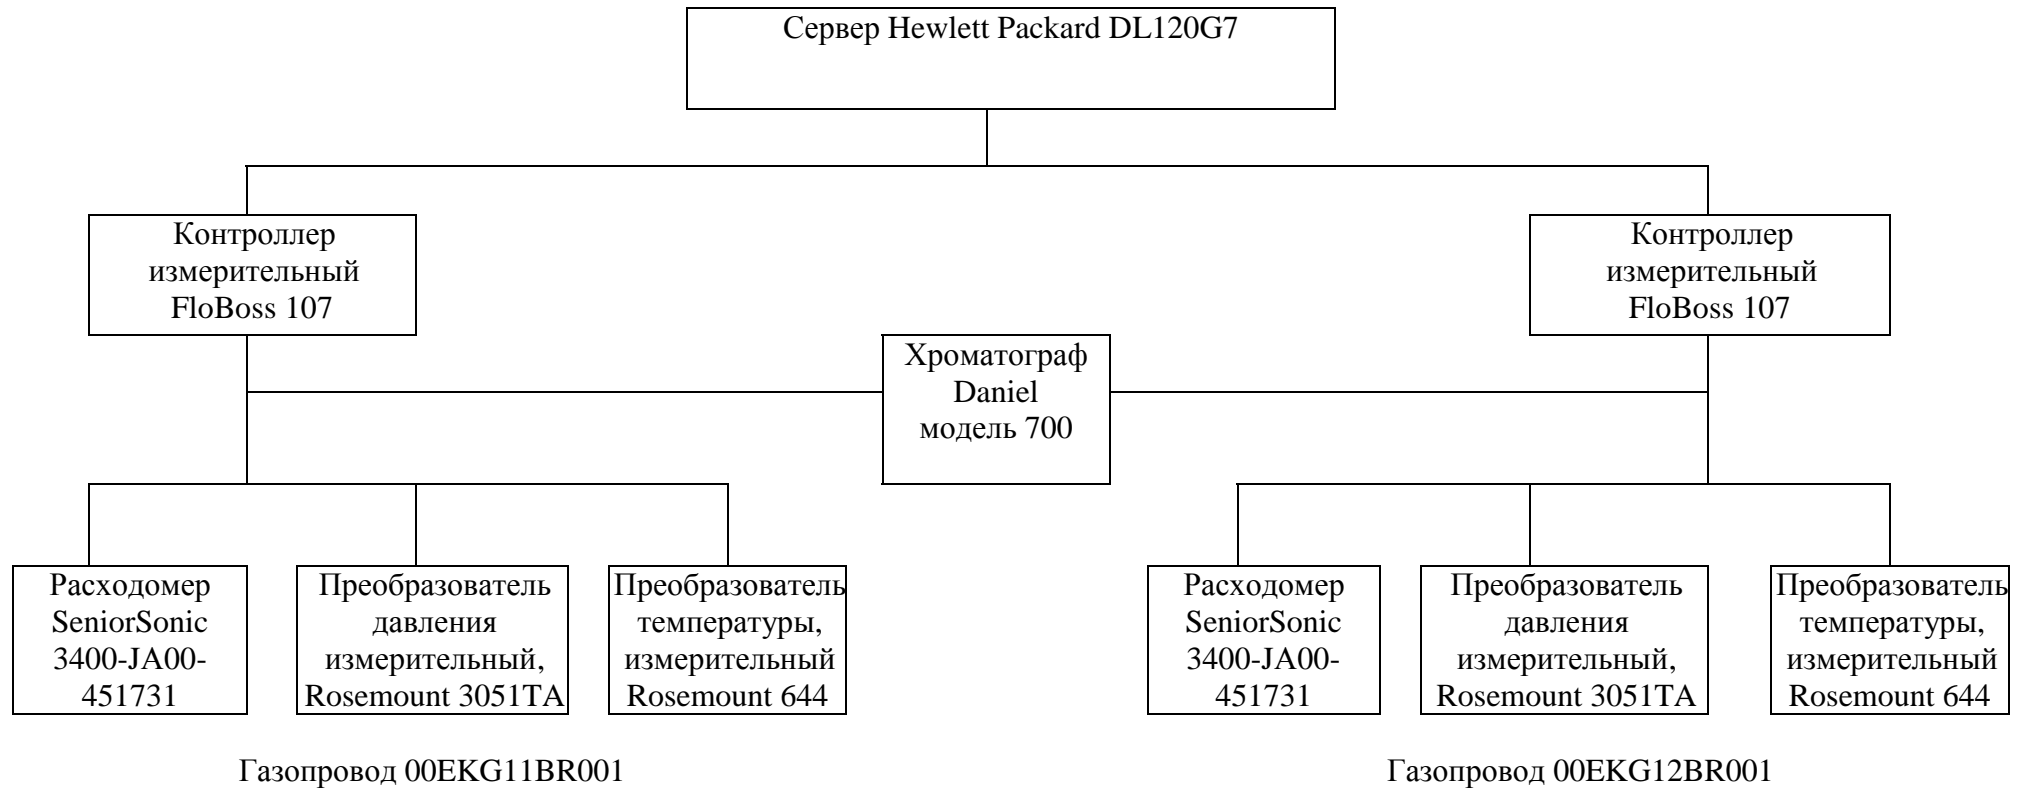 Сервер Hewlett Packard DL120G7
Контроллер
измерительный
FloBoss 107
Контроллер
измерительный
FloBoss 107
Хроматограф
Daniel
модель 700
Расходомер
SeniorSonic
3400-JA00-
451731
Преобразователь
давления
измерительный,
Rosemount 3051TA
Преобразователь
температуры,
измерительный
Rosemount 644
Расходомер
SeniorSonic
3400-JA00-
451731
Преобразователь
давления
измерительный,
Rosemount 3051TA
Преобразователь
температуры,
измерительный
Rosemount 644
Газопровод 00EKG11BR001
Газопровод 00EKG12BR001